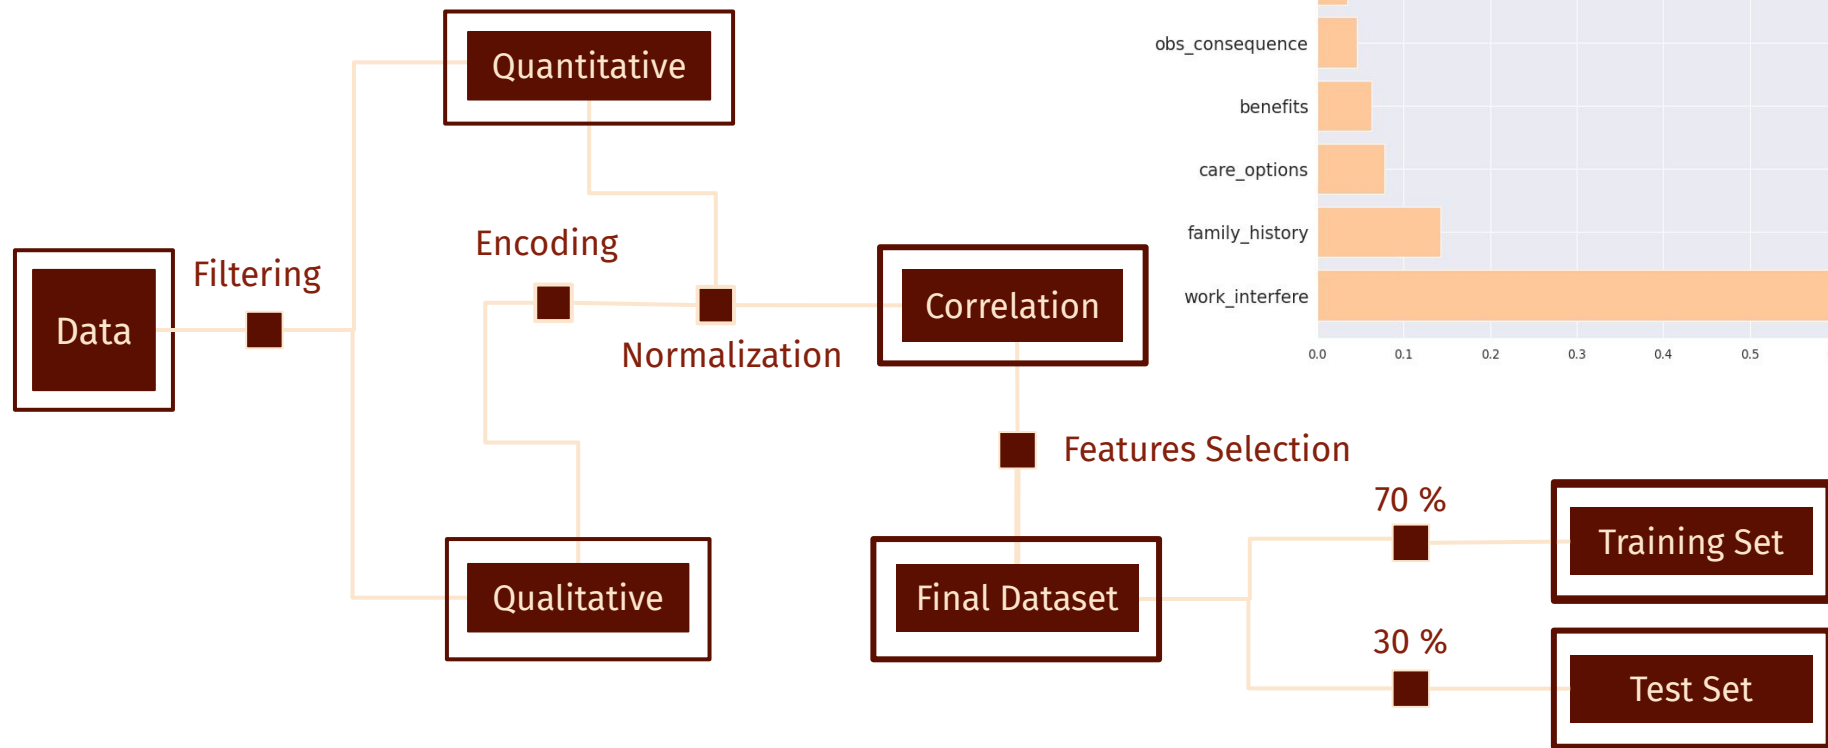 Quantitative
Encoding
Filtering
Data
Normalization
Correlation
Qualitative
Features Selection
Final Dataset
70 %
Training Set
30 %
Test Set
obs_consequence
benefits
care_options
family_history
work_interfere
0.0 0.1 0.2 0.3 0.4 0.5